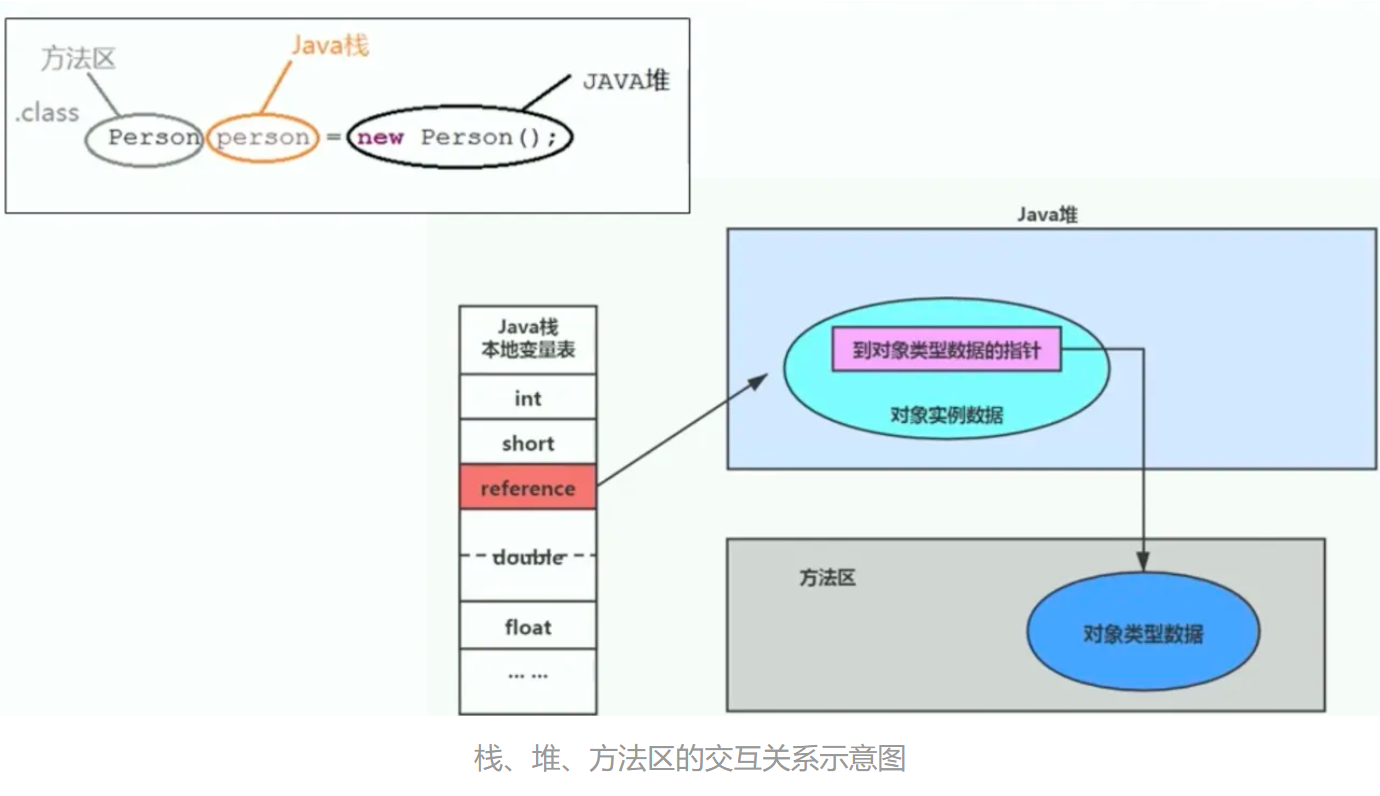 方法区
Java栈
JAVA堆
.class
Person person = new Person();
Java堆
Java栈
本地变量表
int
short
reference
double
float
... ...
到对象类型数据的指针
对象实例数据
方法区
对象类型数据
栈、堆、方法区的交互关系示意图